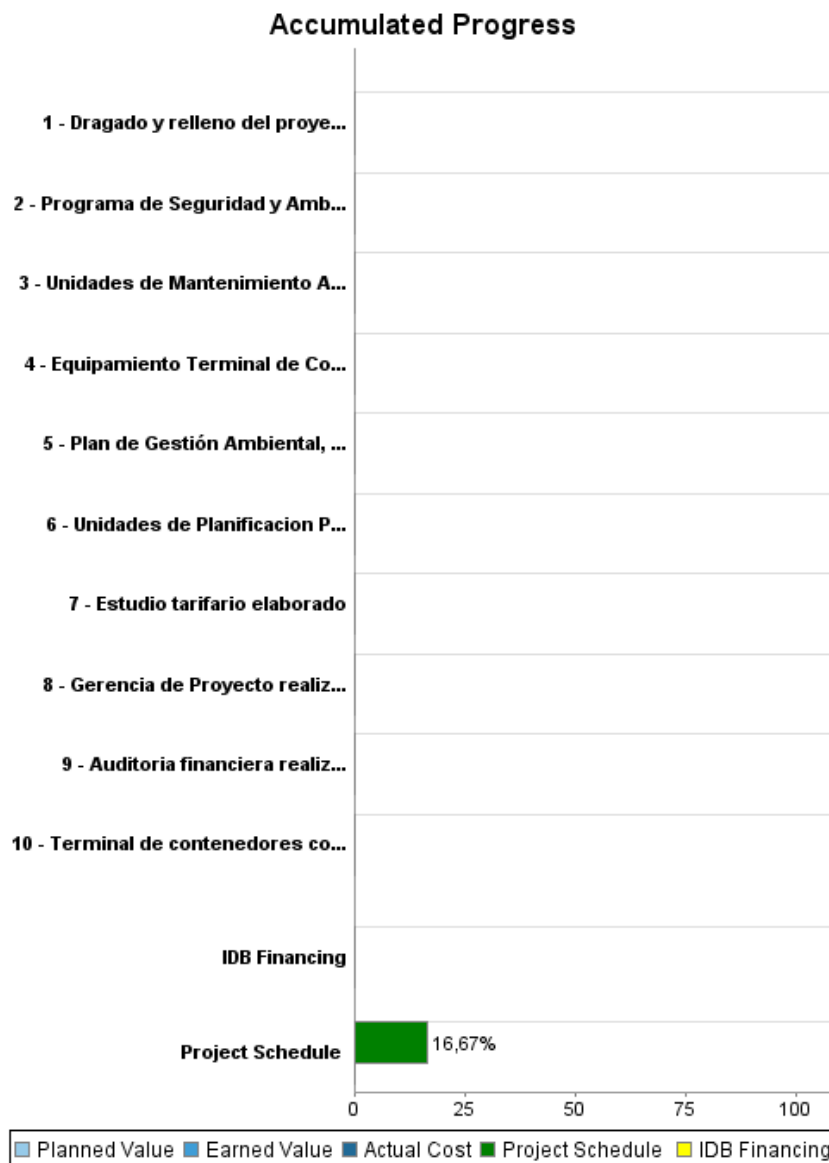 Accumulated Progress
1 - Dragado y relleno del proye...
2 - Programa de Seguridad y Amb...
3 - Unidades de Mantenimiento A...
4 - Equipamiento Terminal de Co...
5 - Plan de Gestión Ambiental, ...
6 - Unidades de Planificacion P...
7 - Estudio tarifario elaborado
8 - Gerencia de Proyecto realiz...
9 - Auditoria financiera realiz...
10 - Terminal de contenedores co...
IDB Financing
Project Schedule 16,67%
0 25 50 75 100
Planned Value Earned Value Actual Cost Project Schedule IDB Financing